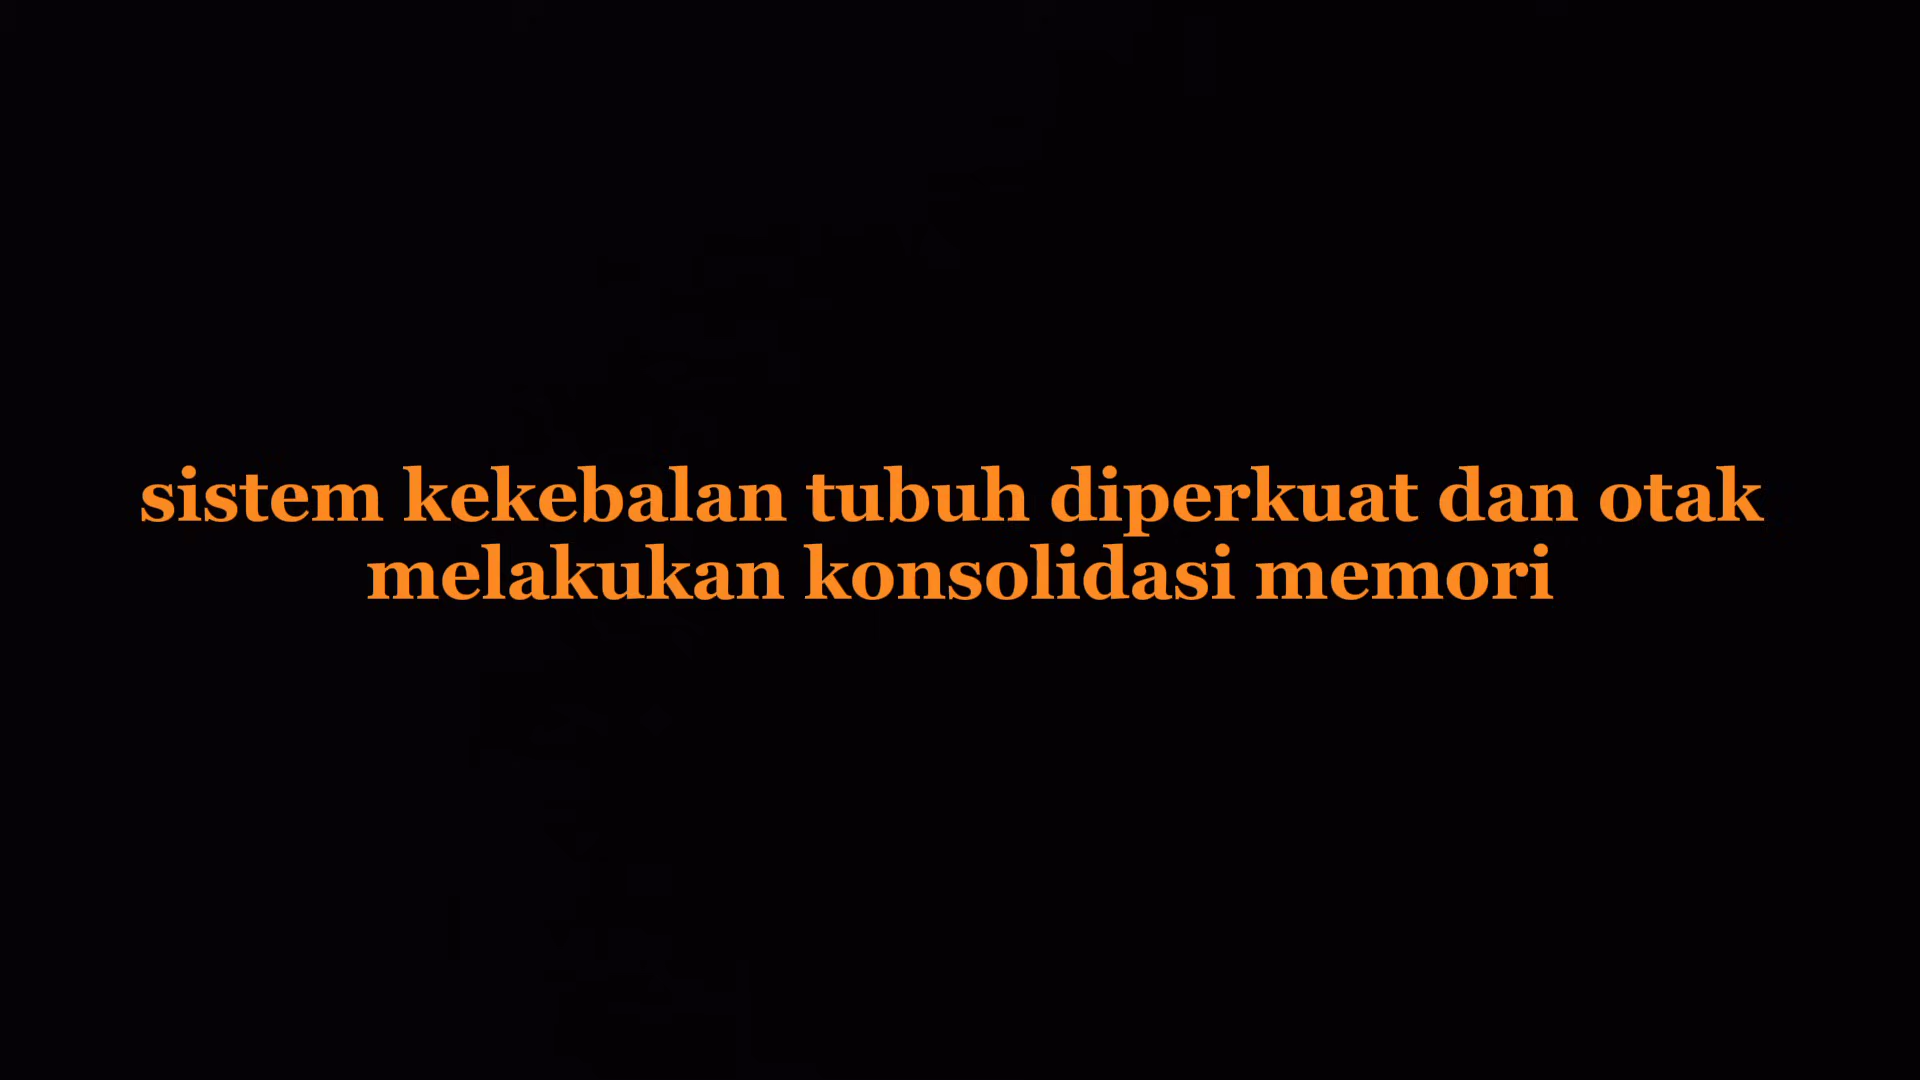 sistem kekebalan tubuh diperkuat dan otak
melakukan konsolidasi memori